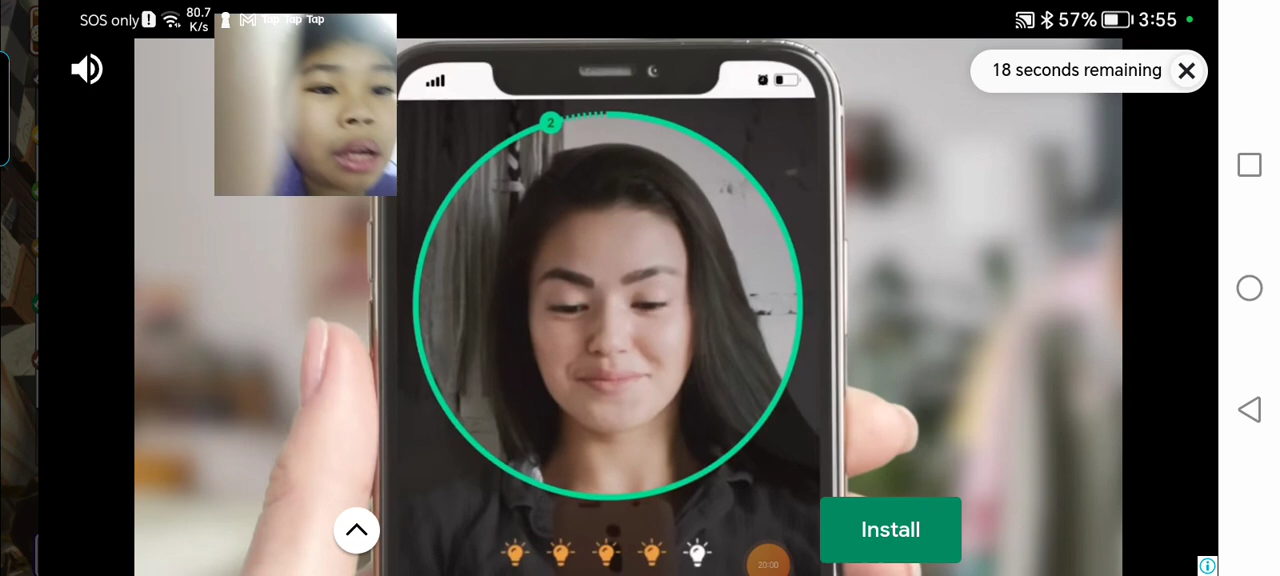 SOS only
80.7
K/s
Tap Tap Tap
57%
3:55
18 seconds remaining
2
Install
20:00